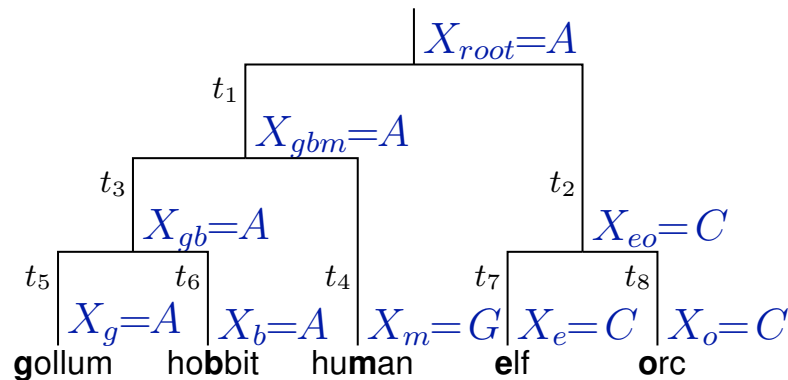 X_root=A
t_1
X_gbm=A
t_3 t_2
X_gb=A X_eo=C
t_5 t_6 t_4 t_7 t_8
X_g=A X_b=A X_m=G X_e=C X_o=C
gollum hobbit human elf orc